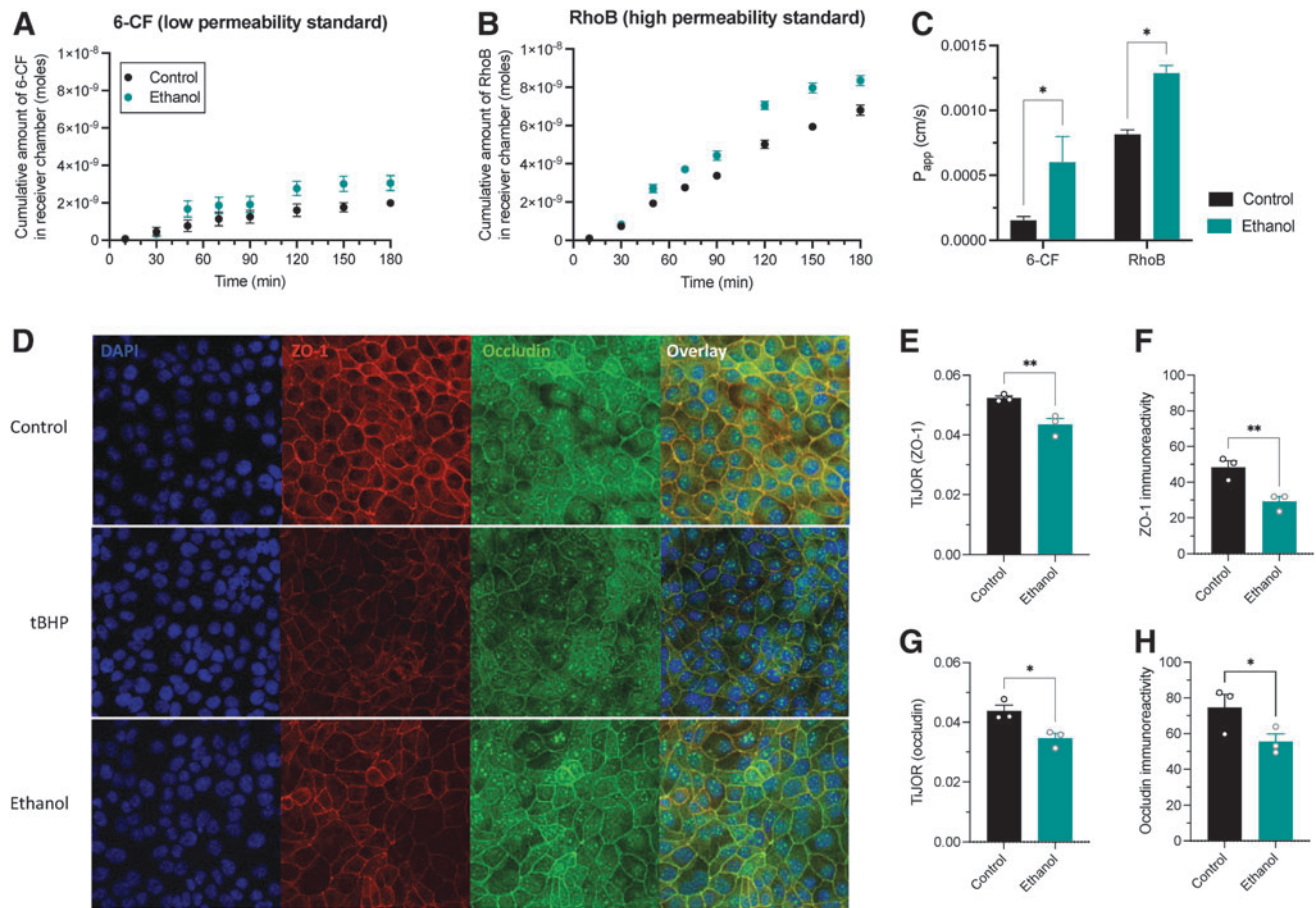 A
6-CF (low permeability standard)
Cumulative amount of 6-CF
in receiver chamber (moles)
1×10⁻⁸
8×10⁻⁹
6×10⁻⁹
4×10⁻⁹
2×10⁻⁹
0
Control
Ethanol
0 30 60 90 120 150 180
Time (min)
B
RhoB (high permeability standard)
Cumulative amount of RhoB
in receiver chamber (moles)
1×10⁻⁸
8×10⁻⁹
6×10⁻⁹
4×10⁻⁹
2×10⁻⁹
0
0 30 60 90 120 150 180
Time (min)
C
Papp (cm/s)
0.0015
0.0010
0.0005
0.0000
*
*
6-CF RhoB
Control
Ethanol
D
DAPI ZO-1 Occludin Overlay
Control
tBHP
Ethanol
E
TiJOR (ZO-1)
0.06
0.04
0.02
0.00
**
Control Ethanol
F
ZO-1 immunoreactivity
100
80
60
40
30
0
**
Control Ethanol
G
TiJOR (occludin)
0.06
0.04
0.02
0.00
*
Control Ethanol
H
Occludin immunoreactivity
100
80
60
40
20
0
*
Control Ethanol